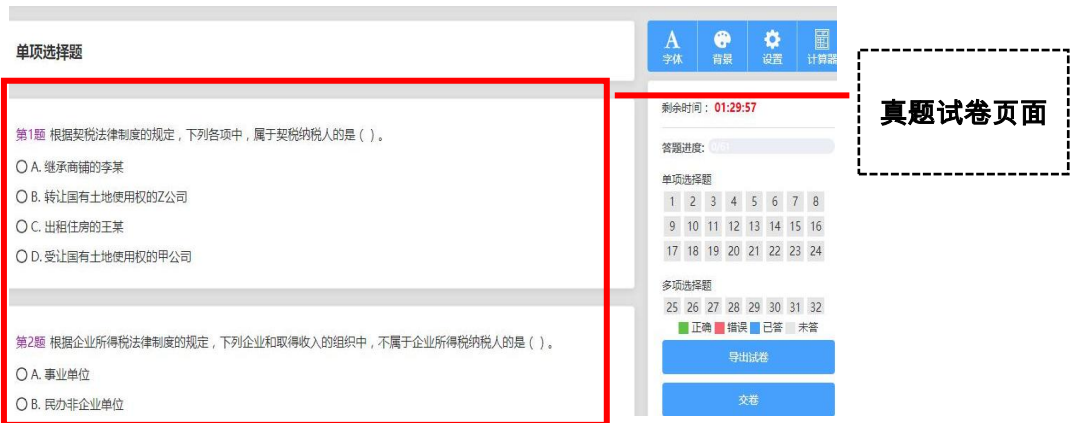 单项选择题
第1题 根据契税法律制度的规定，下列各项中，属于契税纳税人的是 ( ) 。
A. 继承商铺的李某
B. 转让国有土地使用权的Z公司
C. 出租住房的王某
D. 受让国有土地使用权的甲公司
第2题 根据企业所得税法律制度的规定，下列企业和取得收入的组织中，不属于企业所得税纳税人的是 ( ) 。
A. 事业单位
B. 民办非企业单位
A
字体 背景 设置 计算器
剩余时间： 01:29:57
答题进度: 0/61
单项选择题
1 2 3 4 5 6 7 8
9 10 11 12 13 14 15 16
17 18 19 20 21 22 23 24
多项选择题
25 26 27 28 29 30 31 32
正确 错误 已答 未答
导出试卷
交卷
真题试卷页面